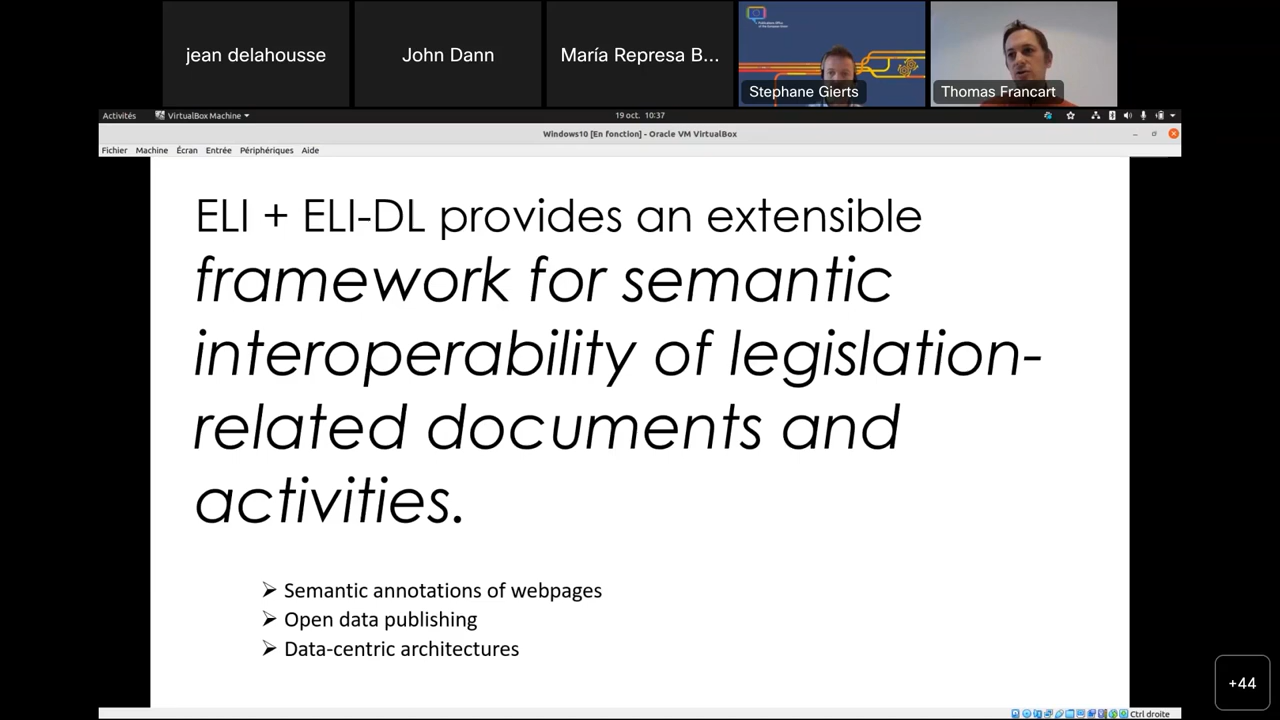 jean delahousse
John Dann
María Represa B...
Stephane Gierts
Thomas Francart
Activités
VirtualBox Machine
19 oct. 10:37
Windows10 [En fonction] - Oracle VM VirtualBox
Fichier Machine Écran Entrée Périphériques Aide
ELI + ELI-DL provides an extensible
framework for semantic
interoperability of legislation-
related documents and
activities.
➢ Semantic annotations of webpages
➢ Open data publishing
➢ Data-centric architectures
+44
Ctrl droite